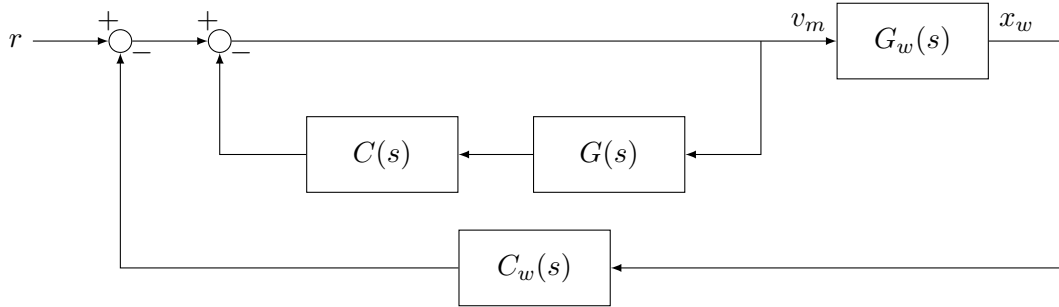 + + v_m G_w(s) x_w
r − −
C(s) G(s)
C_w(s)